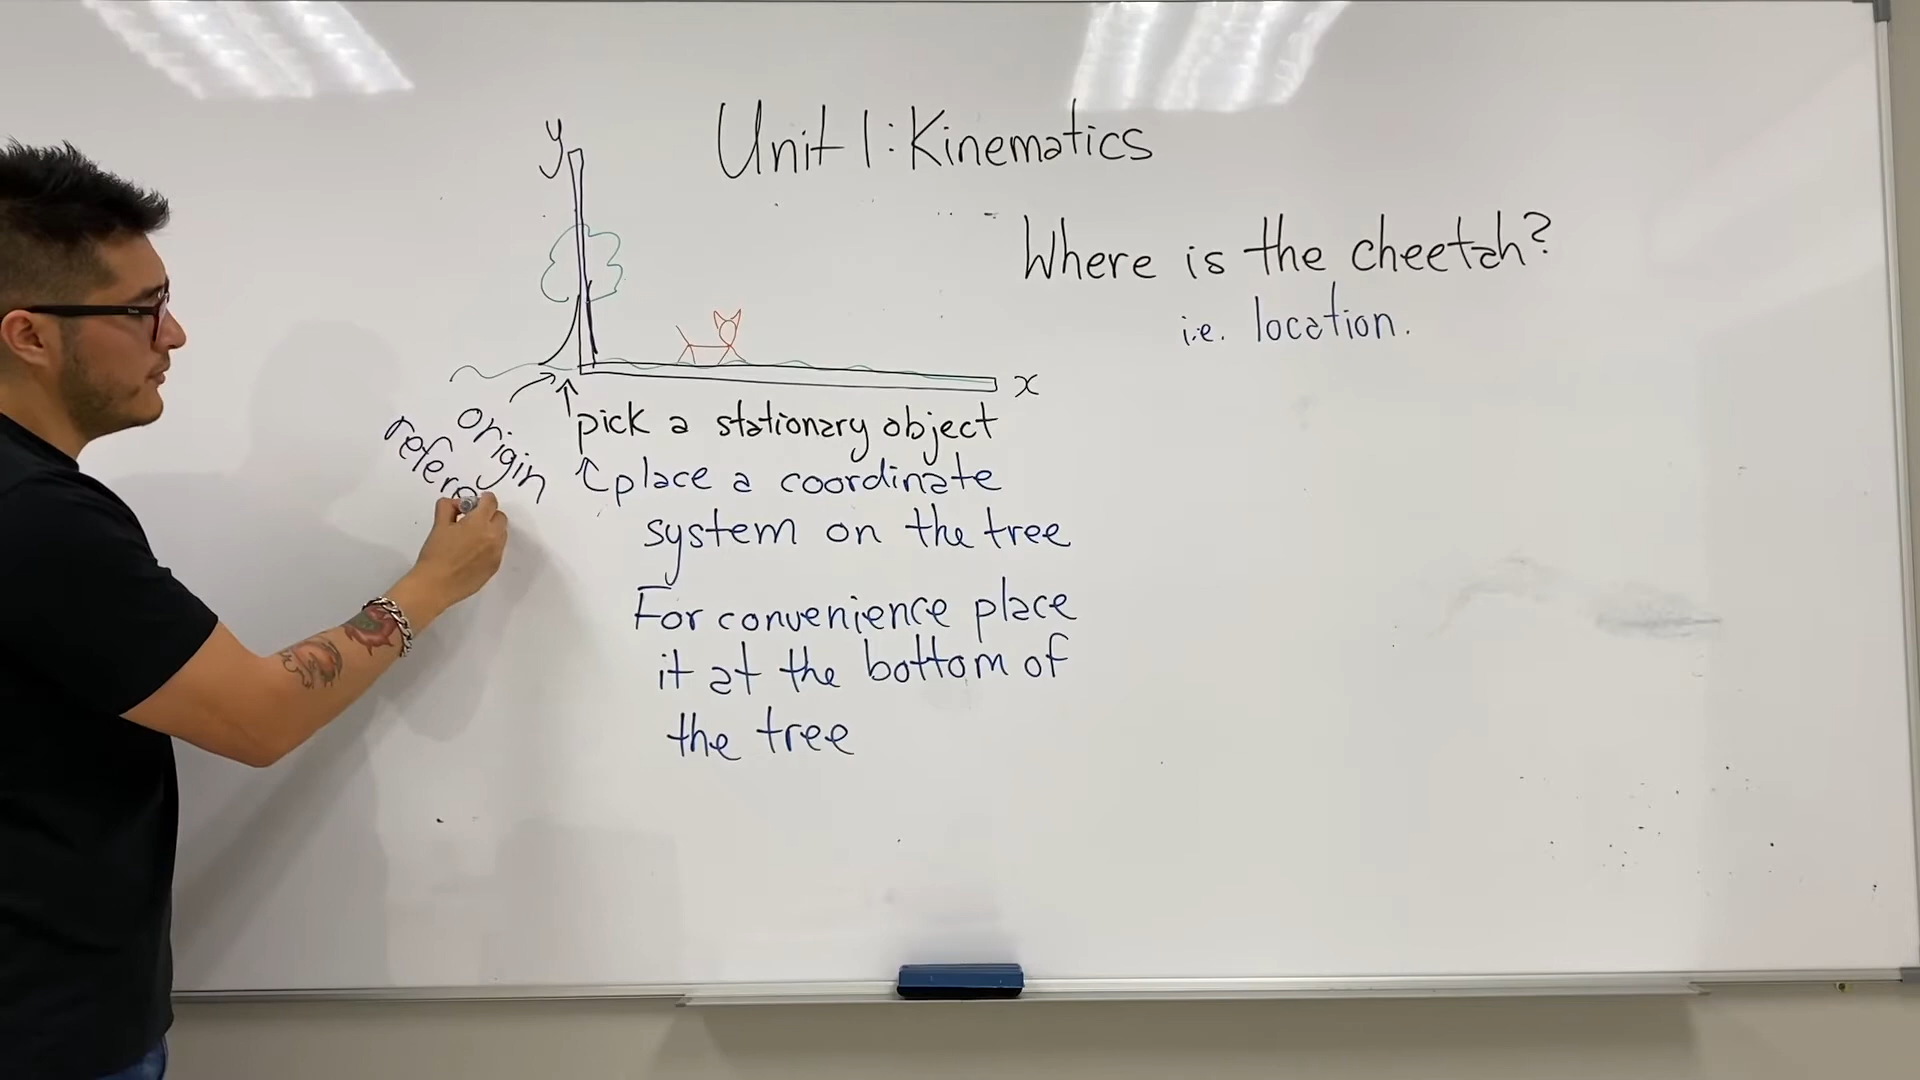 Unit 1: Kinematics
y
Where is the cheetah?
i.e. location.
x
origin
refere
pick a stationary object
place a coordinate
system on the tree
For convenience place
it at the bottom of
the tree